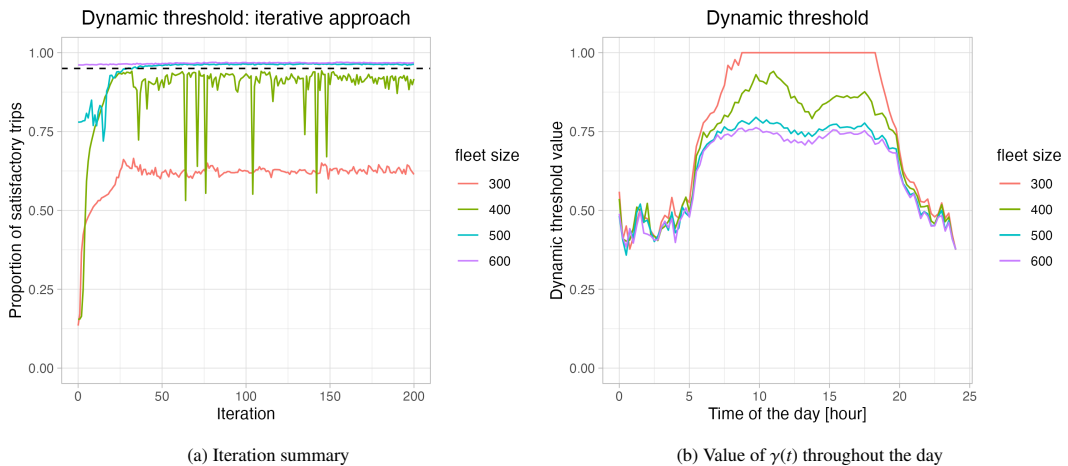 Dynamic threshold: iterative approach
Proportion of satisfactory trips
1.00
0.75
0.50
0.25
0.00
0 50 100 150 200
Iteration
fleet size
300
400
500
600
(a) Iteration summary
Dynamic threshold
Dynamic threshold value
1.00
0.75
0.50
0.25
0.00
0 5 10 15 20 25
Time of the day [hour]
fleet size
300
400
500
600
(b) Value of γ(t) throughout the day